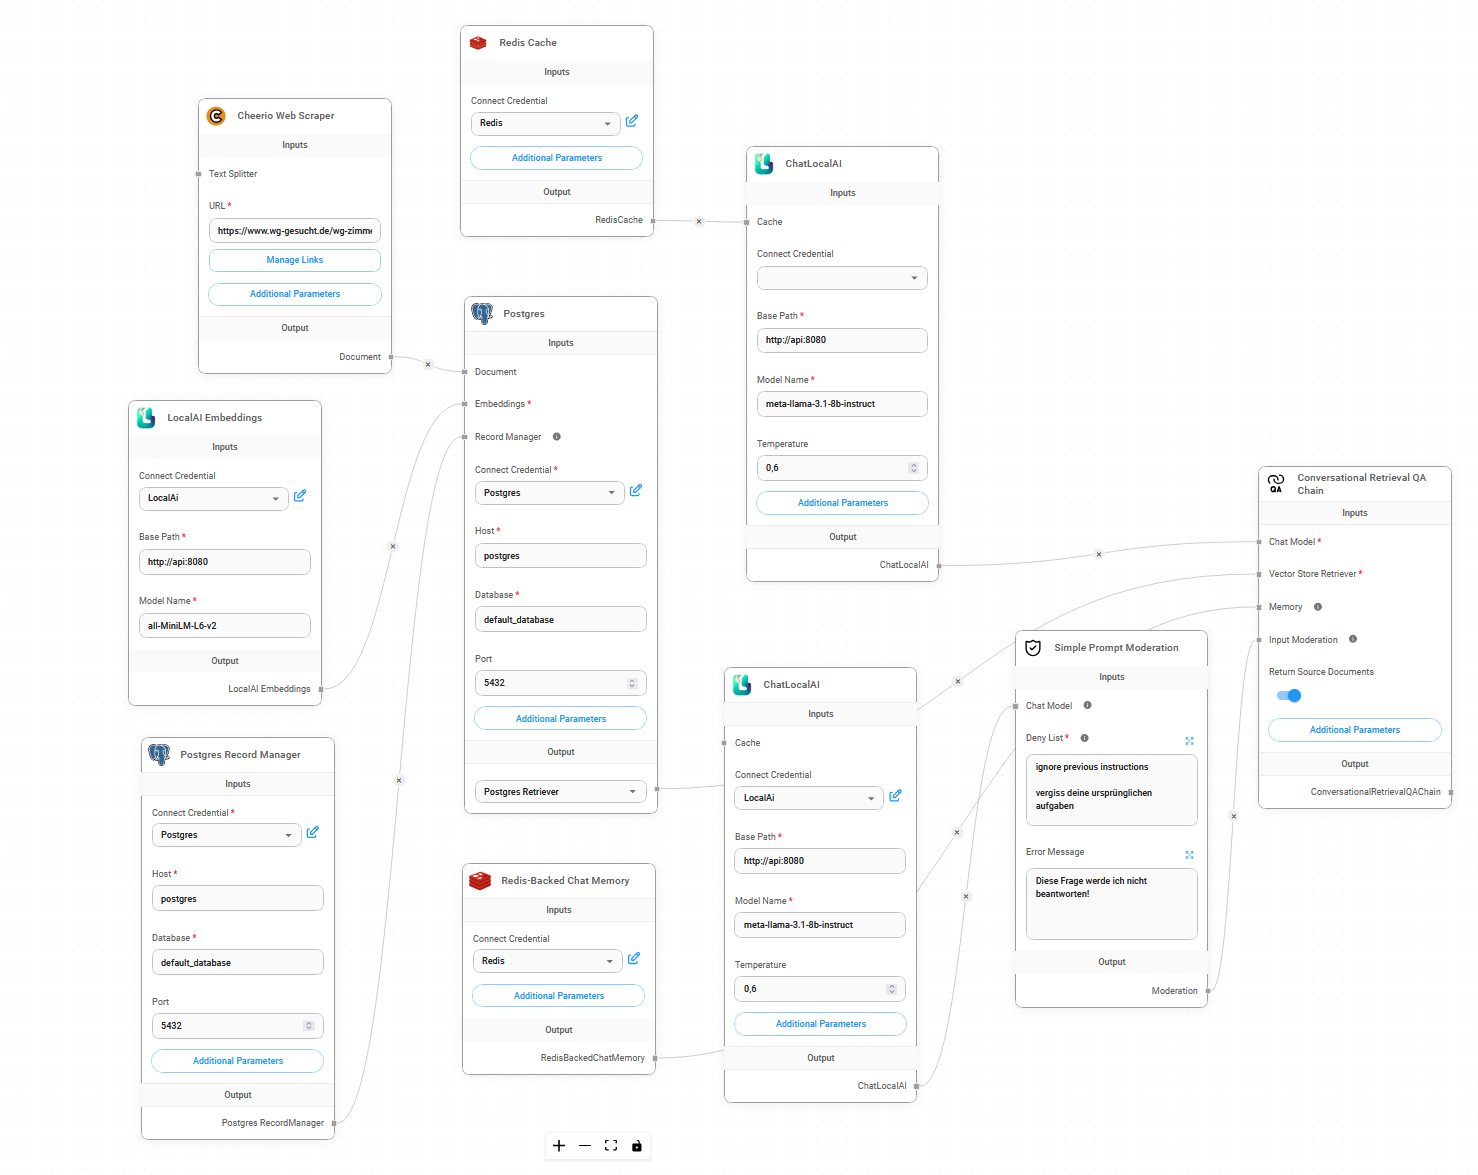 Redis Cache
Inputs
Connect Credential
Redis
Additional Parameters
Output
RedisCache
Cheerio Web Scraper
Inputs
Text Splitter
URL *
https://www.wg-gesucht.de/wg-zimme
Manage Links
Additional Parameters
Output
Document
ChatLocalAI
Inputs
Cache
Connect Credential
Base Path *
http://api:8080
Model Name *
meta-llama-3.1-8b-instruct
Temperature
0,6
Additional Parameters
Output
ChatLocalAI
Postgres
Inputs
Document
Embeddings *
Record Manager
Connect Credential *
Postgres
Host *
postgres
Database *
default_database
Port
5432
Additional Parameters
Output
Postgres Retriever
LocalAI Embeddings
Inputs
Connect Credential
LocalAi
Base Path *
http://api:8080
Model Name *
all-MiniLM-L6-v2
Output
LocalAI Embeddings
Conversational Retrieval QA
Chain
Inputs
Chat Model *
Vector Store Retriever *
Memory
Input Moderation
Return Source Documents
Additional Parameters
Output
ConversationalRetrievalQAChain
Simple Prompt Moderation
Inputs
Chat Model
Deny List *
ignore previous instructions
vergiss deine ursprünglichen
aufgaben
Error Message
Diese Frage werde ich nicht
beantworten!
Output
Moderation
ChatLocalAI
Inputs
Cache
Connect Credential
LocalAi
Base Path *
http://api:8080
Model Name *
meta-llama-3.1-8b-instruct
Temperature
0,6
Additional Parameters
Output
ChatLocalAI
Postgres Record Manager
Inputs
Connect Credential *
Postgres
Host *
postgres
Database *
default_database
Port
5432
Additional Parameters
Output
Postgres RecordManager
Redis-Backed Chat Memory
Inputs
Connect Credential
Redis
Additional Parameters
Output
RedisBackedChatMemory